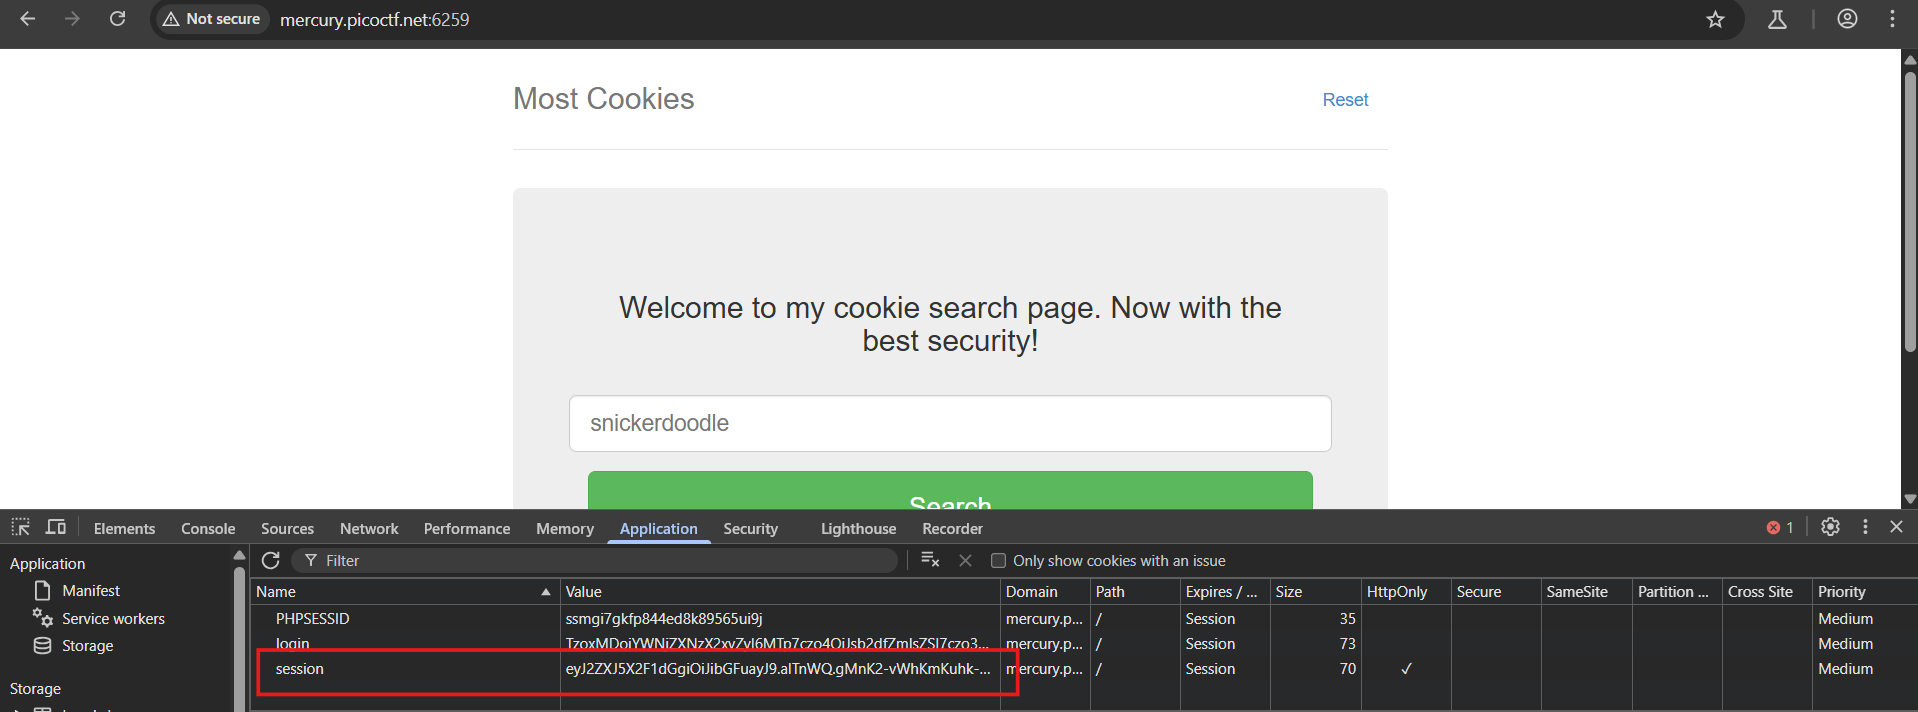 Not secure mercury.picoctf.net:6259
Most Cookies Reset
Welcome to my cookie search page. Now with the
best security!
snickerdoodle
Search
Elements Console Sources Network Performance Memory Application Security Lighthouse Recorder 1
Application
Manifest
Service workers
Storage
Storage
Filter Only show cookies with an issue
Name Value Domain Path Expires / ... Size HttpOnly Secure SameSite Partition ... Cross Site Priority
PHPSESSID ssmgi7gkfp844ed8k89565ui9j mercury.p... / Session 35 Medium
login mercury.p... / Session 73 Medium
session eyJ2ZXJ5X2F1dGgiOiJibGFuayJ9.alTnWQ.gMnK2-vWhKmKuhk-... mercury.p... / Session 70 ✓ Medium